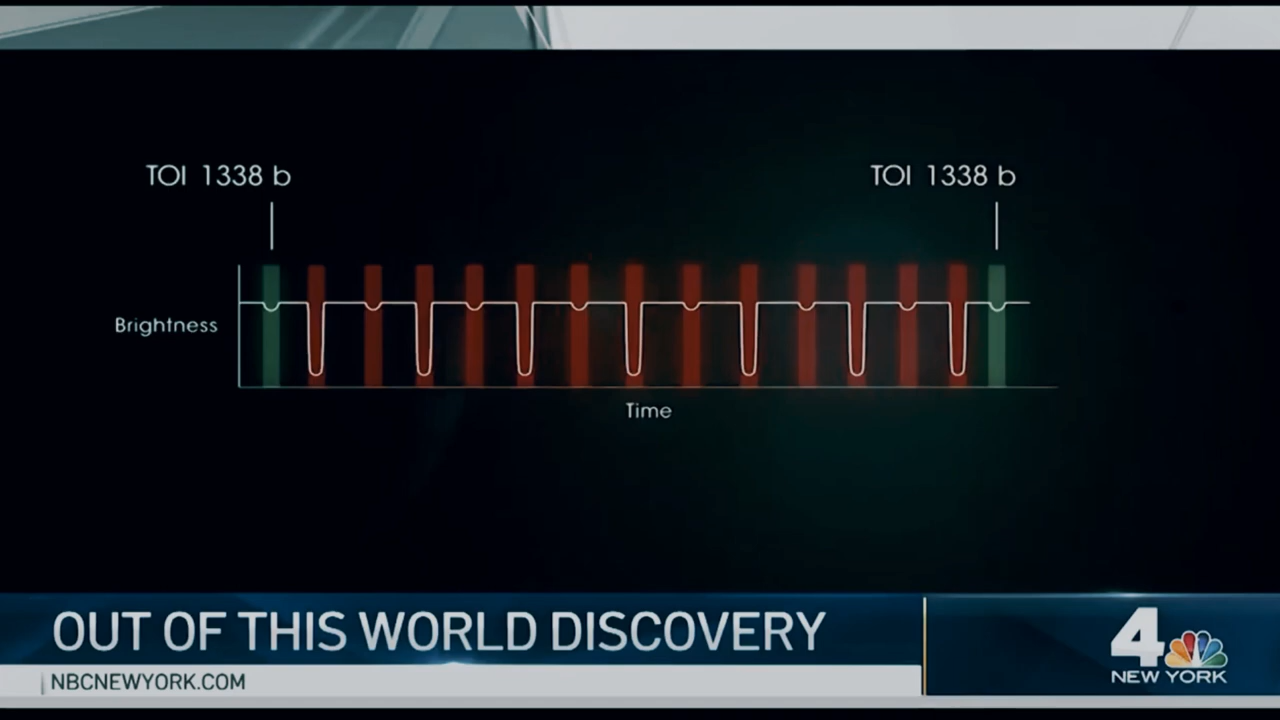 TOI 1338 b
TOI 1338 b
Brightness
Time
OUT OF THIS WORLD DISCOVERY
NBCNEWYORK.COM
4
NEW YORK